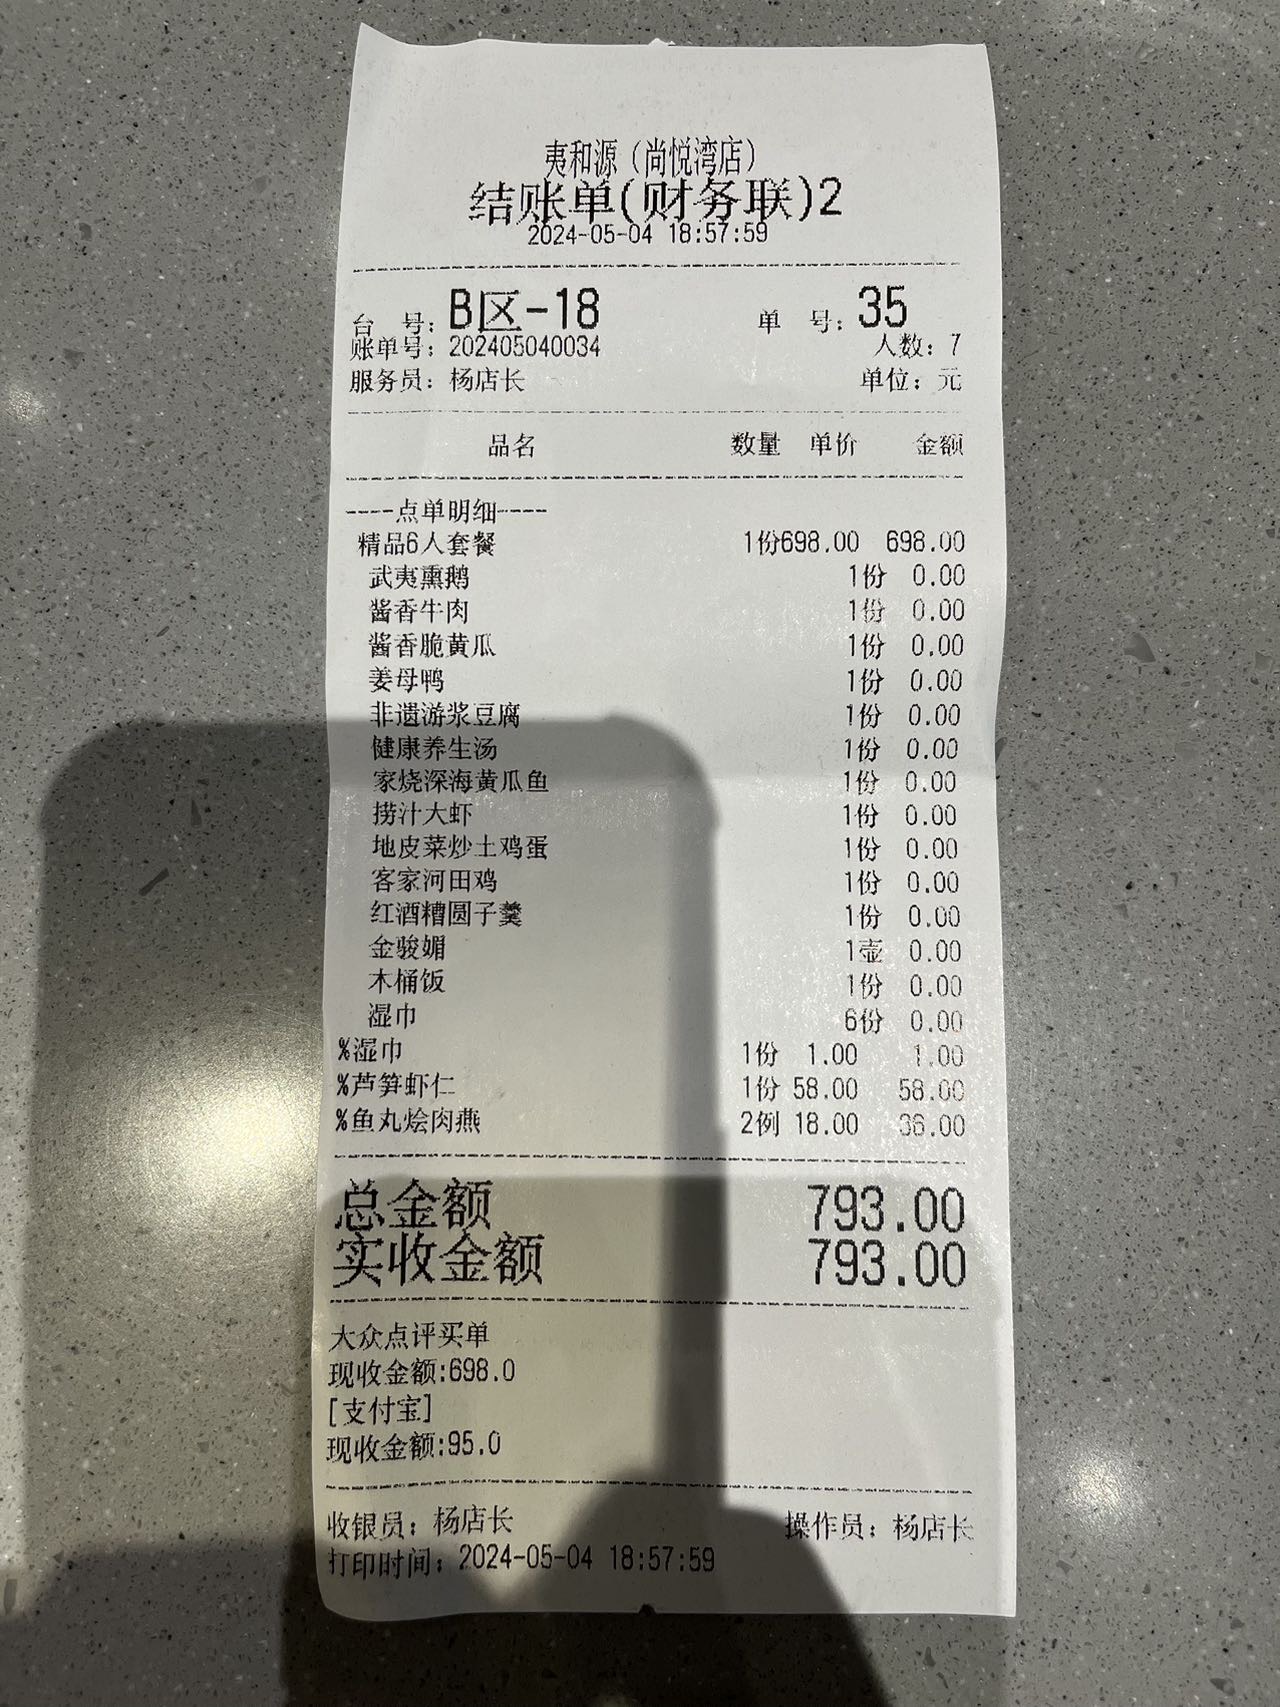 夷和源（尚悦湾店）
结账单(财务联)2
2024-05-04 18:57:59
台 号：B区-18 单 号：35
账单号：202405040034 人数：7
服务员：杨店长 单位：元
品名 数量 单价 金额
----点单明细----
精品6人套餐 1份698.00 698.00
武夷熏鹅 1份 0.00
酱香牛肉 1份 0.00
酱香脆黄瓜 1份 0.00
姜母鸭 1份 0.00
非遗游浆豆腐 1份 0.00
健康养生汤 1份 0.00
家烧深海黄瓜鱼 1份 0.00
捞汁大虾 1份 0.00
地皮菜炒土鸡蛋 1份 0.00
客家河田鸡 1份 0.00
红酒糟圆子羹 1份 0.00
金骏媚 1壶 0.00
木桶饭 1份 0.00
湿巾 6份 0.00
%湿巾 1份 1.00 1.00
%芦笋虾仁 1份 58.00 58.00
%鱼丸烩肉燕 2例 18.00 36.00
总金额 793.00
实收金额 793.00
大众点评买单
现收金额:698.0
[支付宝]
现收金额:95.0
收银员：杨店长 操作员：杨店长
打印时间：2024-05-04 18:57:59